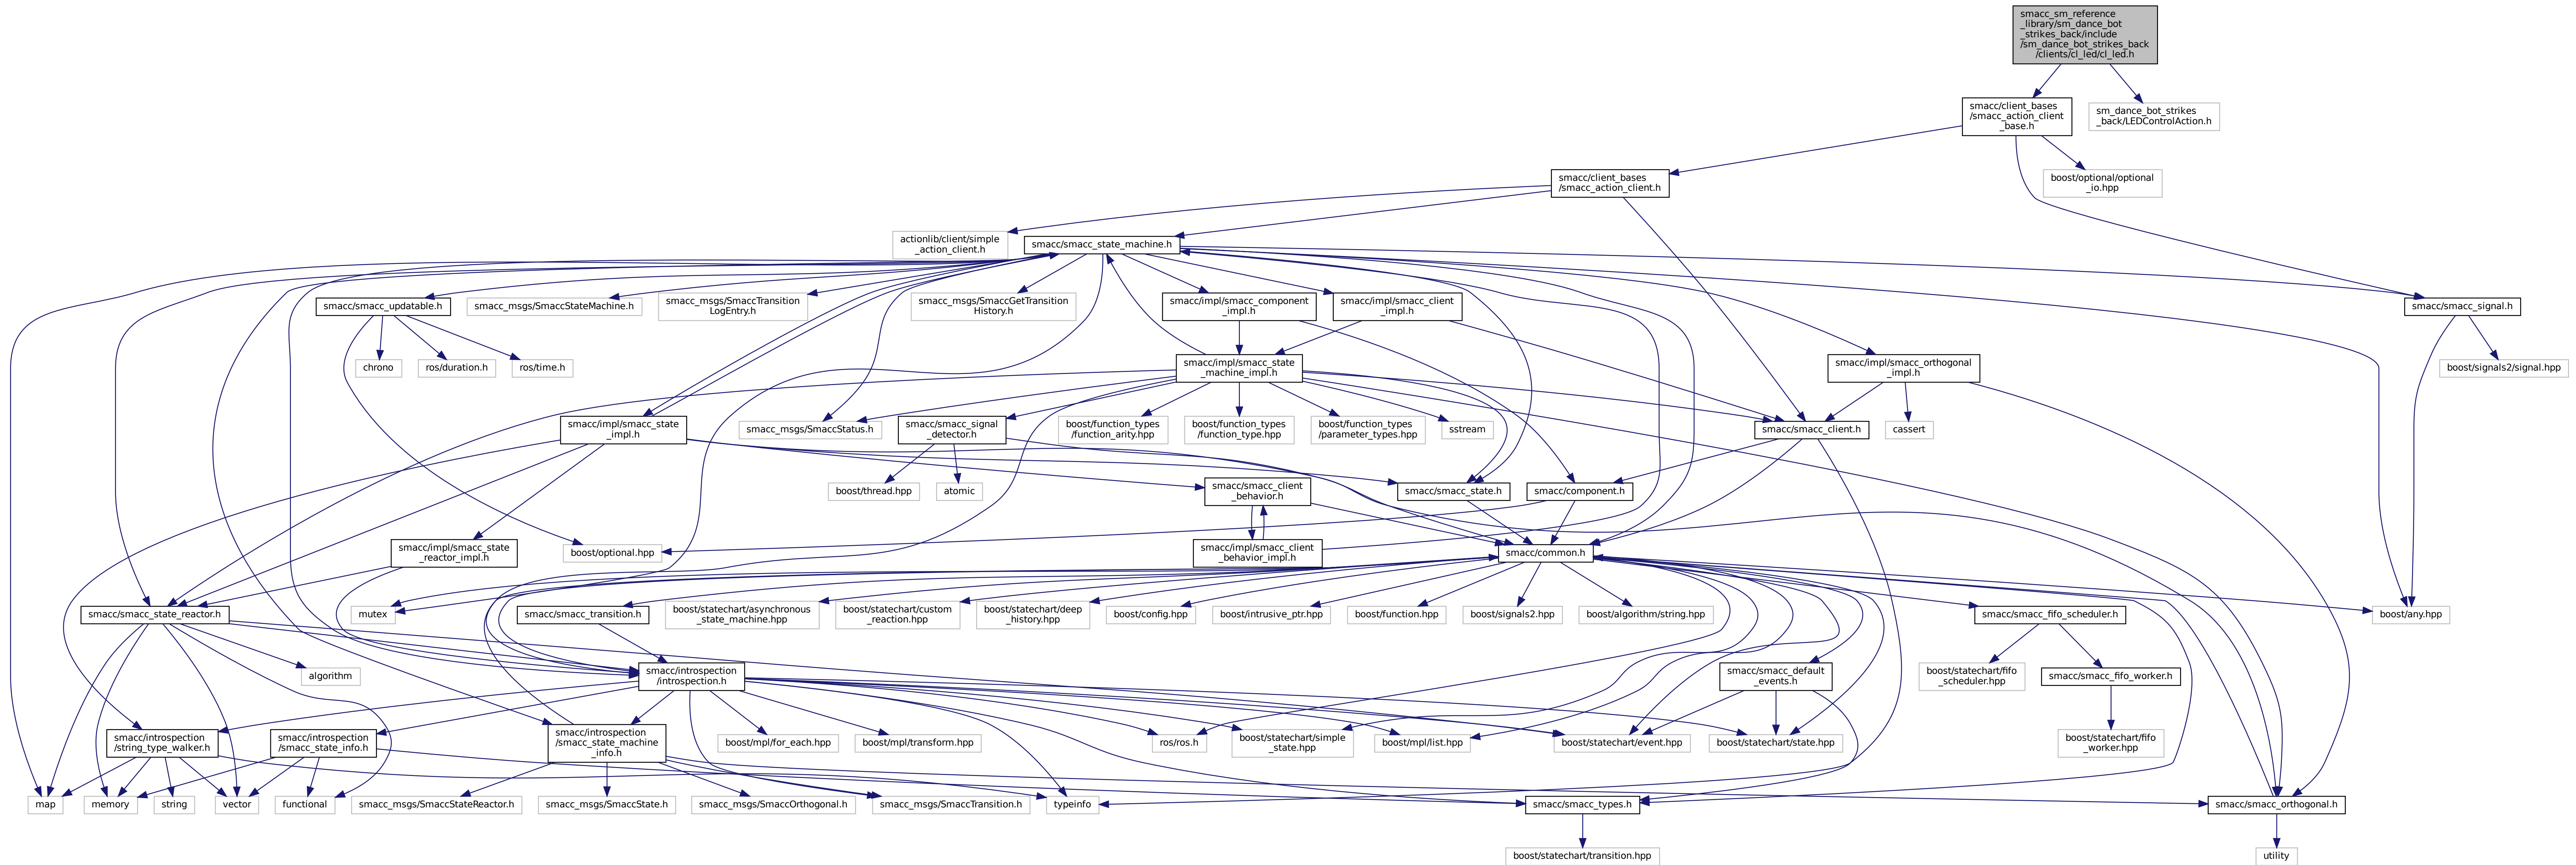 smacc_sm_reference
_library/sm_dance_bot
_strikes_back/include
/sm_dance_bot_strikes_back
/clients/cl_led/cl_led.h
smacc/client_bases
/smacc_action_client
_base.h
sm_dance_bot_strikes
_back/LEDControlAction.h
smacc/client_bases
/smacc_action_client.h
boost/optional/optional
_io.hpp
actionlib/client/simple
_action_client.h
smacc/smacc_state_machine.h
smacc/smacc_updatable.h
smacc_msgs/SmaccStateMachine.h
smacc_msgs/SmaccTransition
LogEntry.h
smacc_msgs/SmaccGetTransition
History.h
smacc/impl/smacc_component
_impl.h
smacc/impl/smacc_client
_impl.h
smacc/smacc_signal.h
chrono
ros/duration.h
ros/time.h
smacc/impl/smacc_state
_machine_impl.h
smacc/impl/smacc_orthogonal
_impl.h
boost/signals2/signal.hpp
smacc/impl/smacc_state
_impl.h
smacc_msgs/SmaccStatus.h
smacc/smacc_signal
_detector.h
boost/function_types
/function_arity.hpp
boost/function_types
/function_type.hpp
boost/function_types
/parameter_types.hpp
sstream
smacc/smacc_client.h
cassert
boost/thread.hpp
atomic
smacc/smacc_client
_behavior.h
smacc/smacc_state.h
smacc/component.h
smacc/impl/smacc_state
_reactor_impl.h
boost/optional.hpp
smacc/impl/smacc_client
_behavior_impl.h
smacc/common.h
smacc/smacc_state_reactor.h
mutex
smacc/smacc_transition.h
boost/statechart/asynchronous
_state_machine.hpp
boost/statechart/custom
_reaction.hpp
boost/statechart/deep
_history.hpp
boost/config.hpp
boost/intrusive_ptr.hpp
boost/function.hpp
boost/signals2.hpp
boost/algorithm/string.hpp
smacc/smacc_fifo_scheduler.h
boost/any.hpp
algorithm
smacc/introspection
/introspection.h
smacc/smacc_default
_events.h
boost/statechart/fifo
_scheduler.hpp
smacc/smacc_fifo_worker.h
smacc/introspection
/string_type_walker.h
smacc/introspection
/smacc_state_info.h
smacc/introspection
/smacc_state_machine
_info.h
boost/mpl/for_each.hpp
boost/mpl/transform.hpp
ros/ros.h
boost/statechart/simple
_state.hpp
boost/mpl/list.hpp
boost/statechart/event.hpp
boost/statechart/state.hpp
boost/statechart/fifo
_worker.hpp
map
memory
string
vector
functional
smacc_msgs/SmaccStateReactor.h
smacc_msgs/SmaccState.h
smacc_msgs/SmaccOrthogonal.h
smacc_msgs/SmaccTransition.h
typeinfo
smacc/smacc_types.h
smacc/smacc_orthogonal.h
boost/statechart/transition.hpp
utility